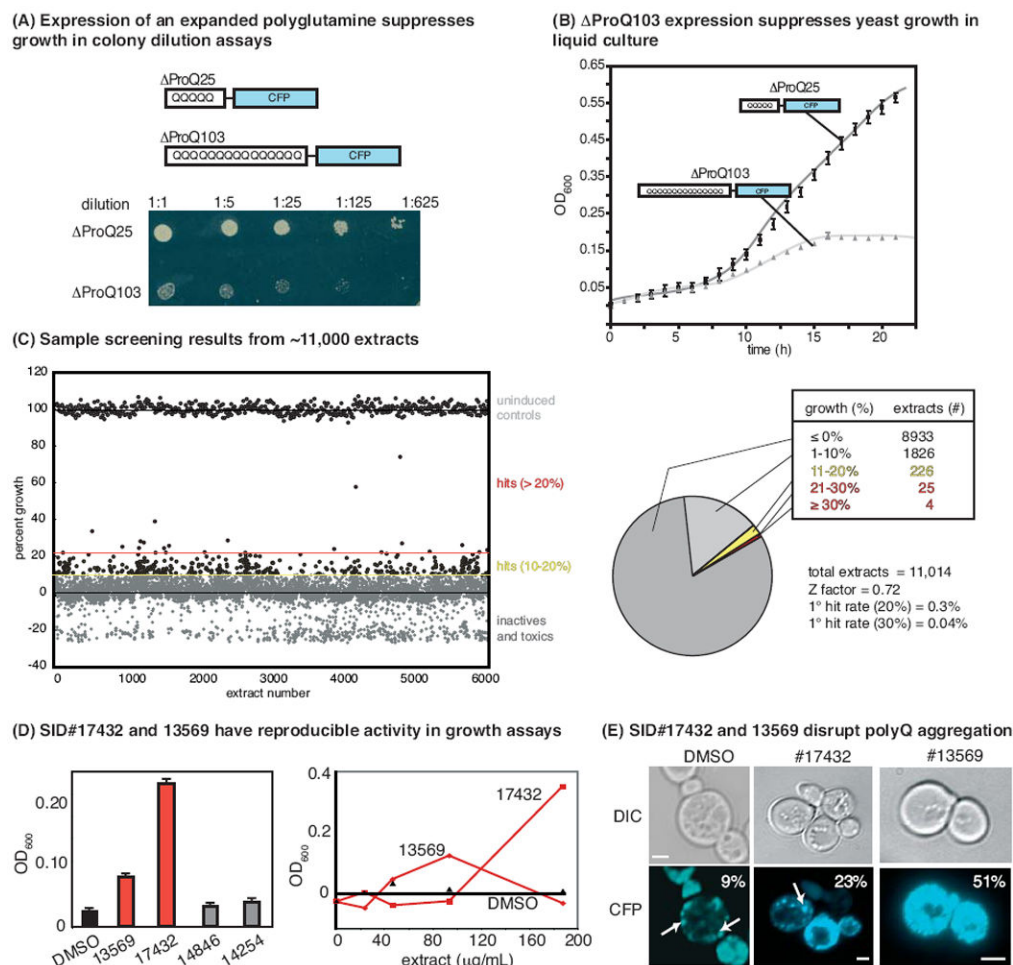 (A) Expression of an expanded polyglutamine suppresses
growth in colony dilution assays
ΔProQ25
QQQQQ
CFP
ΔProQ103
QQQQQQQQQQQQQQQ
CFP
dilution 1:1 1:5 1:25 1:125 1:625
ΔProQ25
ΔProQ103
(B) ΔProQ103 expression suppresses yeast growth in
liquid culture
0.65
0.55
0.45
0.35
0.25
0.15
0.05
OD600
ΔProQ25
QQQQQ
CFP
ΔProQ103
CFP
0 5 10 15 20
time (h)
(C) Sample screening results from ~11,000 extracts
120
100
80
60
40
20
0
-20
-40
percent growth
uninduced
controls
hits (> 20%)
hits (10-20%)
inactives
and toxics
0 1000 2000 3000 4000 5000 6000
extract number
growth (%) extracts (#)
≤ 0% 8933
1-10% 1826
11-20% 226
21-30% 25
≥ 30% 4
total extracts = 11,014
Z factor = 0.72
1° hit rate (20%) = 0.3%
1° hit rate (30%) = 0.04%
(D) SID#17432 and 13569 have reproducible activity in growth assays
0.20
0.10
0
OD600
DMSO 13569 17432 14846 14254
0.4
0.2
0
OD600
17432
13569
DMSO
0 40 80 120 160 200
extract (µg/mL)
(E) SID#17432 and 13569 disrupt polyQ aggregation
DMSO #17432 #13569
DIC
CFP
9% 23% 51%